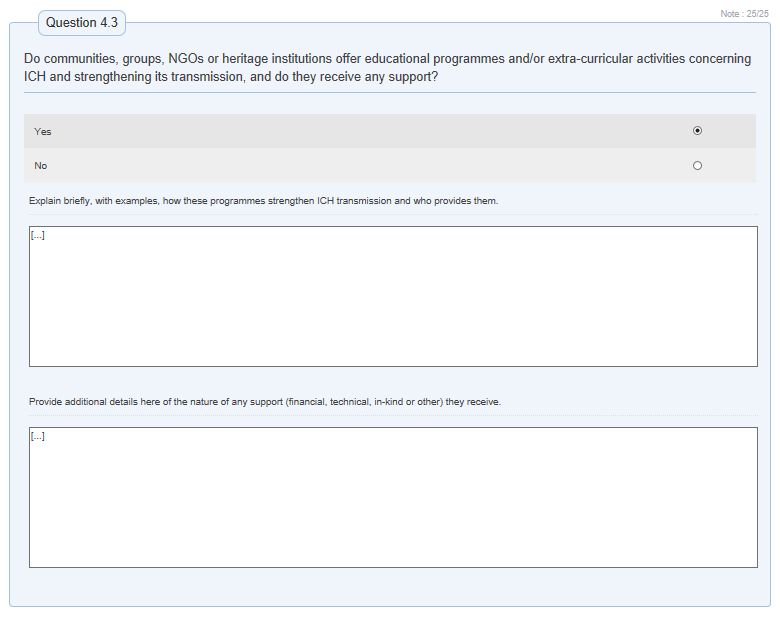 Note : 25/25
Question 4.3
Do communities, groups, NGOs or heritage institutions offer educational programmes and/or extra-curricular activities concerning
ICH and strengthening its transmission, and do they receive any support?
Yes
No
Explain briefly, with examples, how these programmes strengthen ICH transmission and who provides them.
[...]
Provide additional details here of the nature of any support (financial, technical, in-kind or other) they receive.
[...]